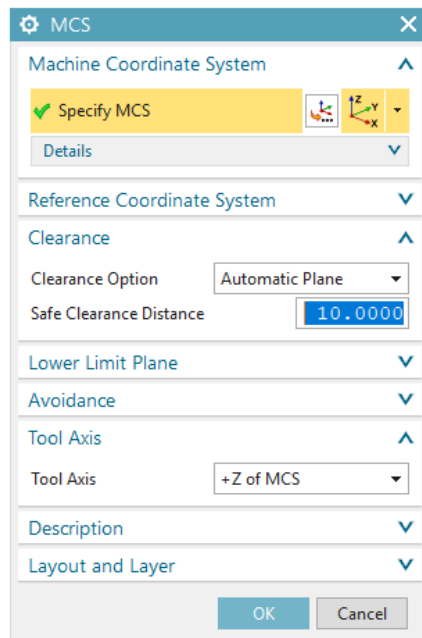 MCS
Machine Coordinate System
Specify MCS
Z
Y
X
Details
Reference Coordinate System
Clearance
Clearance Option Automatic Plane
Safe Clearance Distance 10.0000
Lower Limit Plane
Avoidance
Tool Axis
Tool Axis +Z of MCS
Description
Layout and Layer
OK Cancel